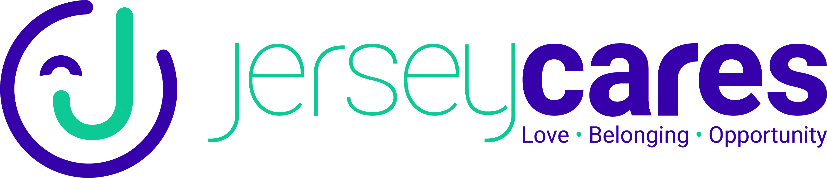 jerseycares
Love • Belonging • Opportunity